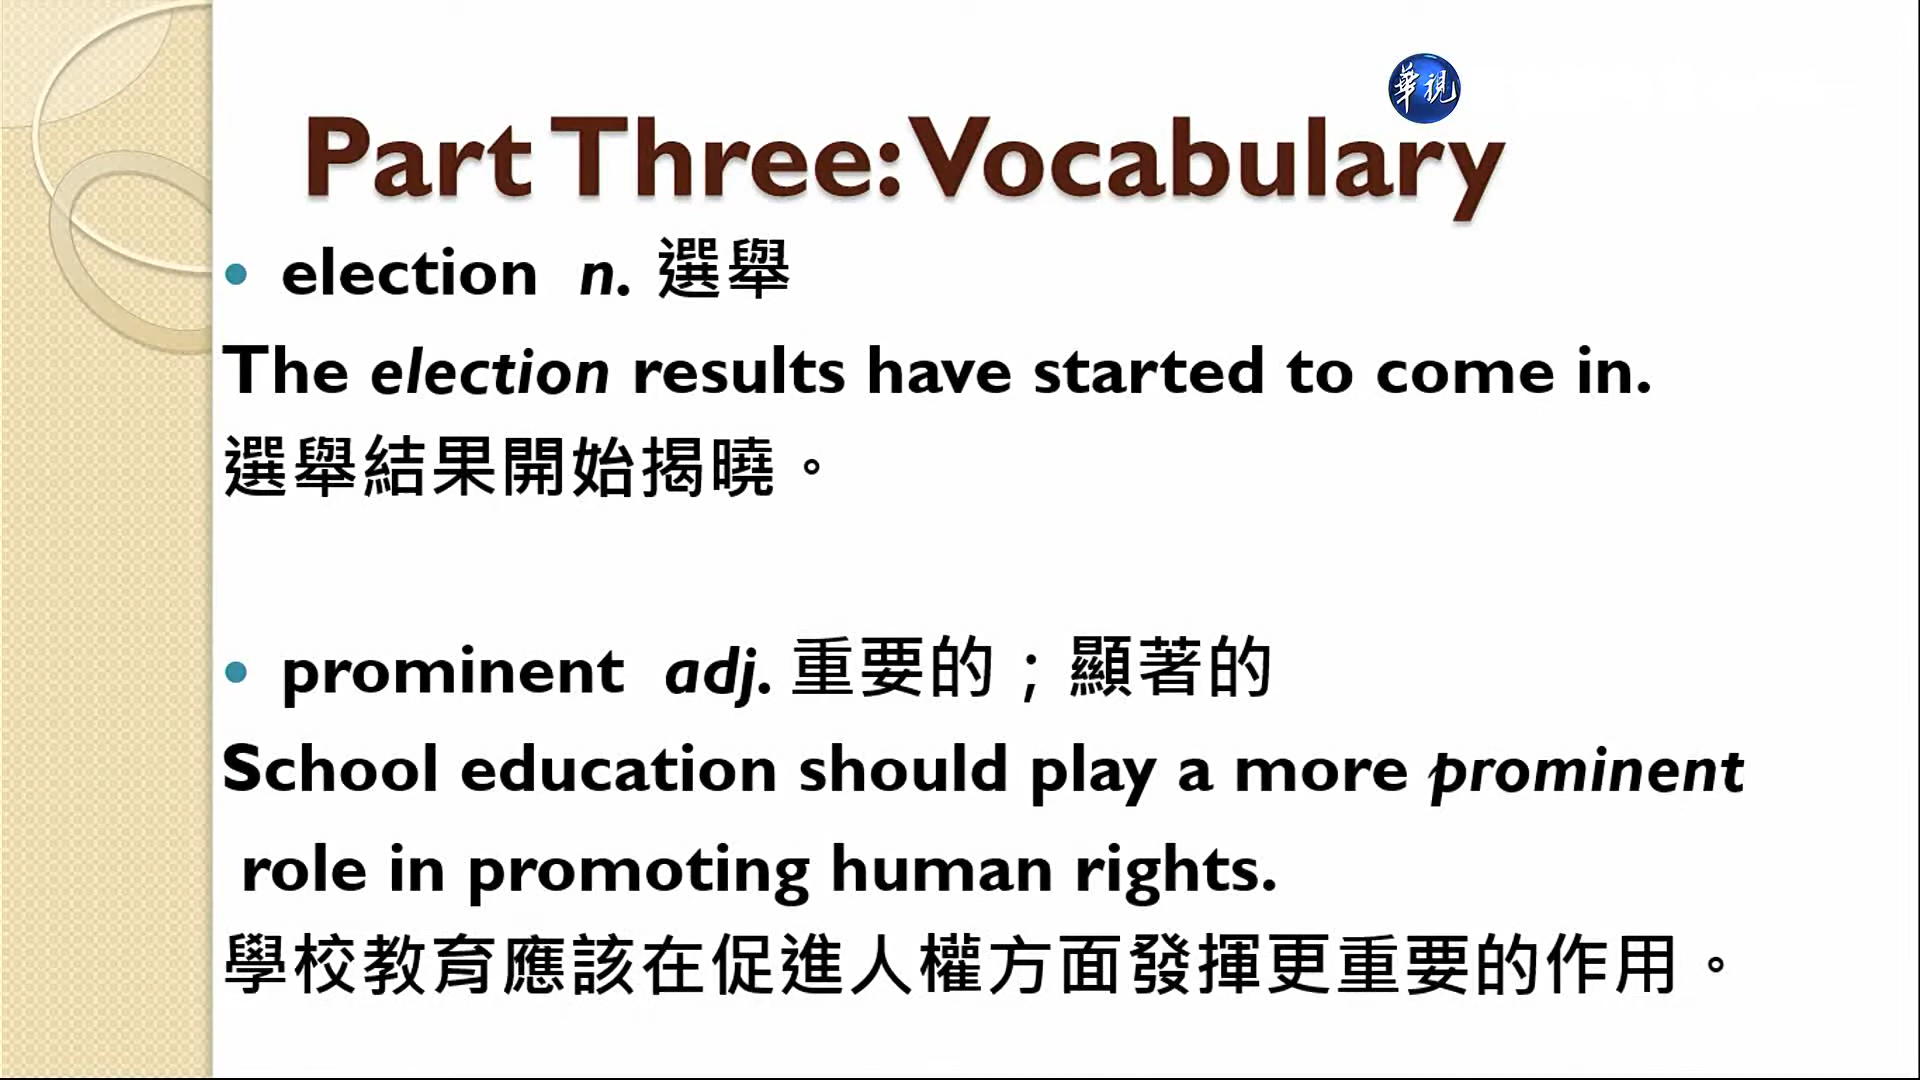 華視
Part Three: Vocabulary
• election n. 選舉
The election results have started to come in.
選舉結果開始揭曉。
• prominent adj. 重要的；顯著的
School education should play a more prominent
role in promoting human rights.
學校教育應該在促進人權方面發揮更重要的作用。